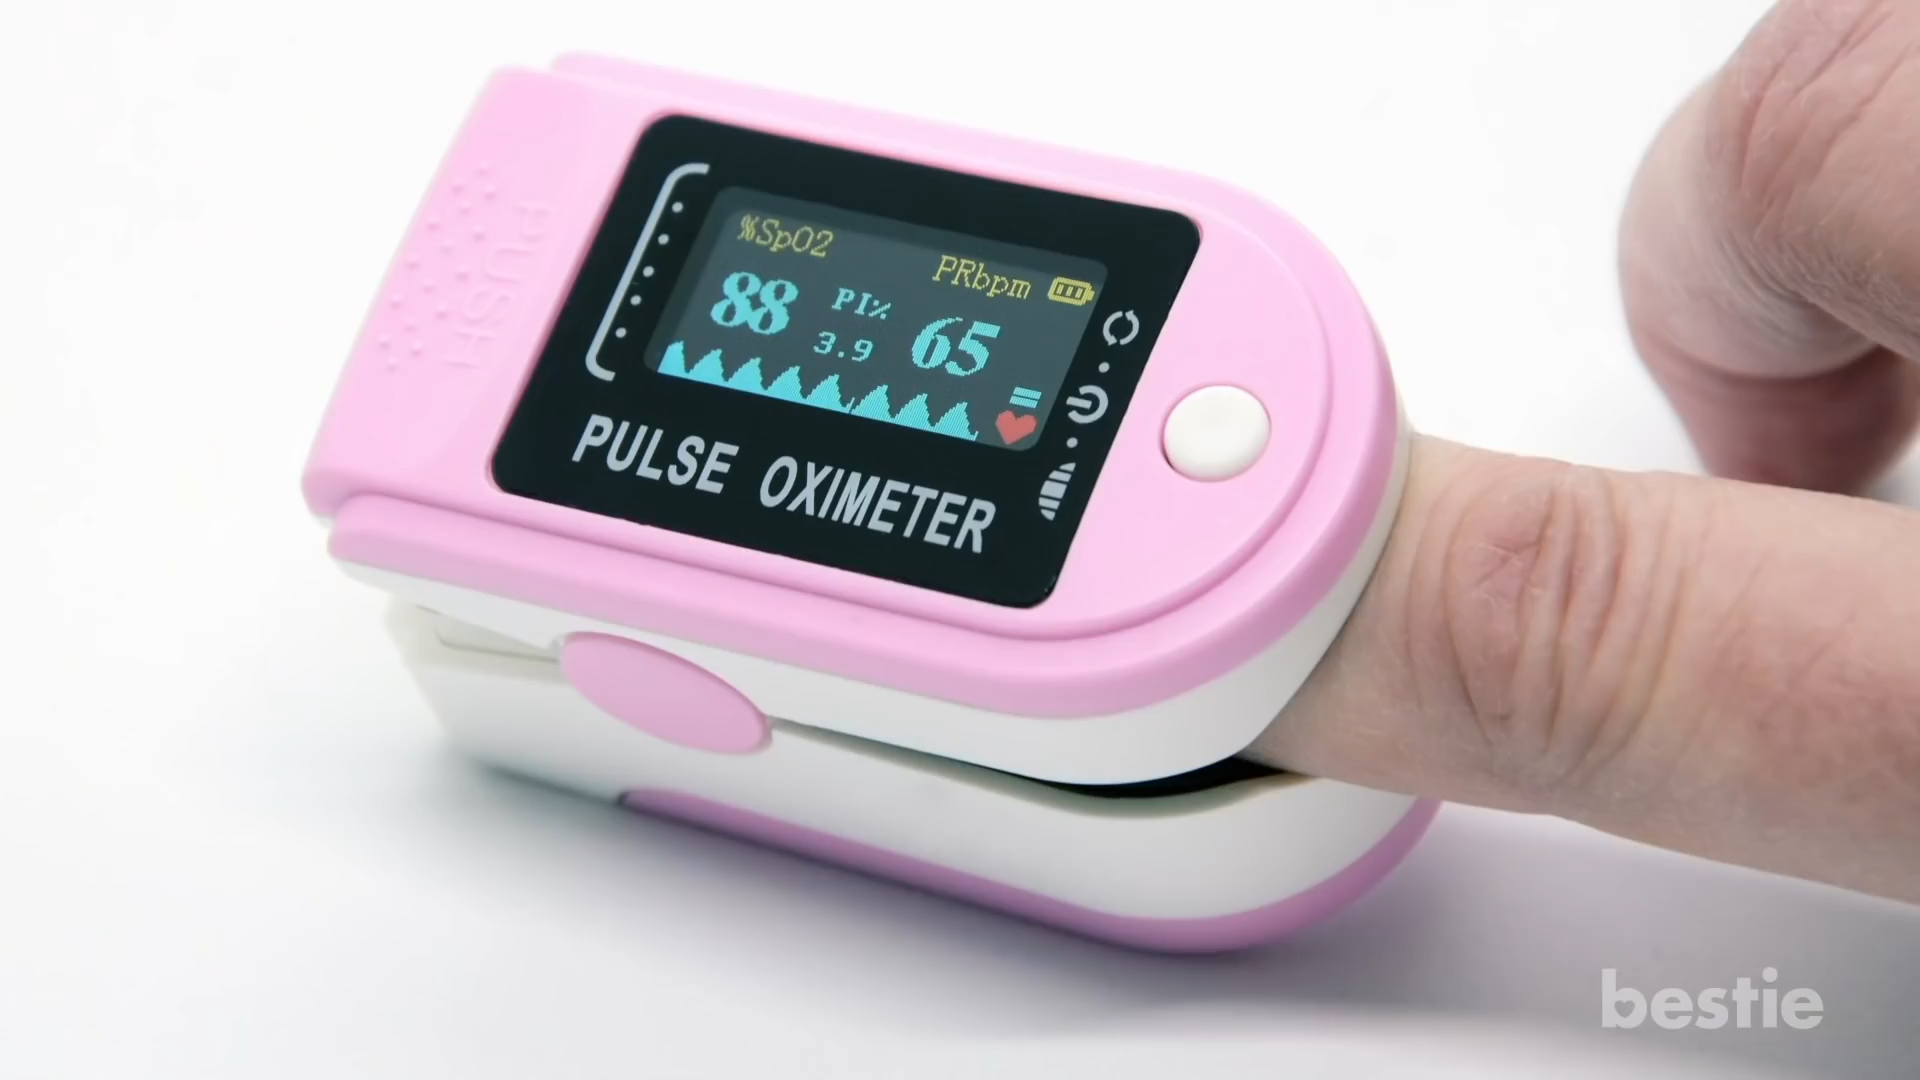 %SpO2
PRbpm
88
PI%
3.9
65
PULSE OXIMETER
PUSH
bestie